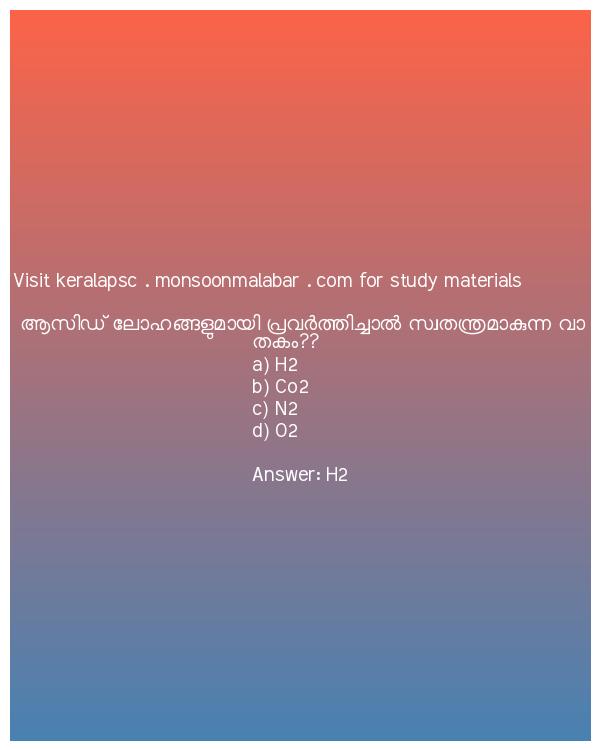 Visit keralapsc . monsoonmalabar . com for study materials
ആസിഡ് ലോഹങ്ങളുമായി പ്രവർത്തിച്ചാൽ സ്വതന്ത്രമാകുന്ന വാ
തകം??
a) H2
b) Co2
c) N2
d) O2
Answer: H2